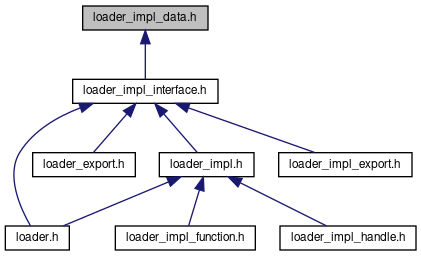 loader_impl_data.h
loader_impl_interface.h
loader_export.h
loader_impl.h
loader_impl_export.h
loader.h
loader_impl_function.h
loader_impl_handle.h